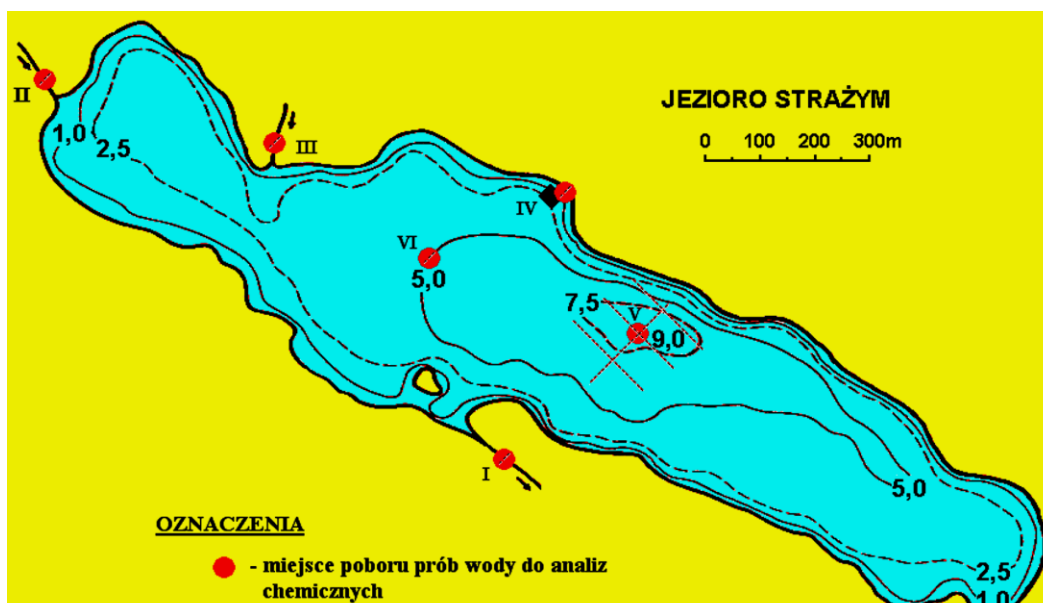 JEZIORO STRAŻYM
0 100 200 300m
II
III
1,0
2,5
IV
VI
5,0
7,5
V
9,0
I
5,0
OZNACZENIA
- miejsce poboru prób wody do analiz
chemicznych
2,5
1,0